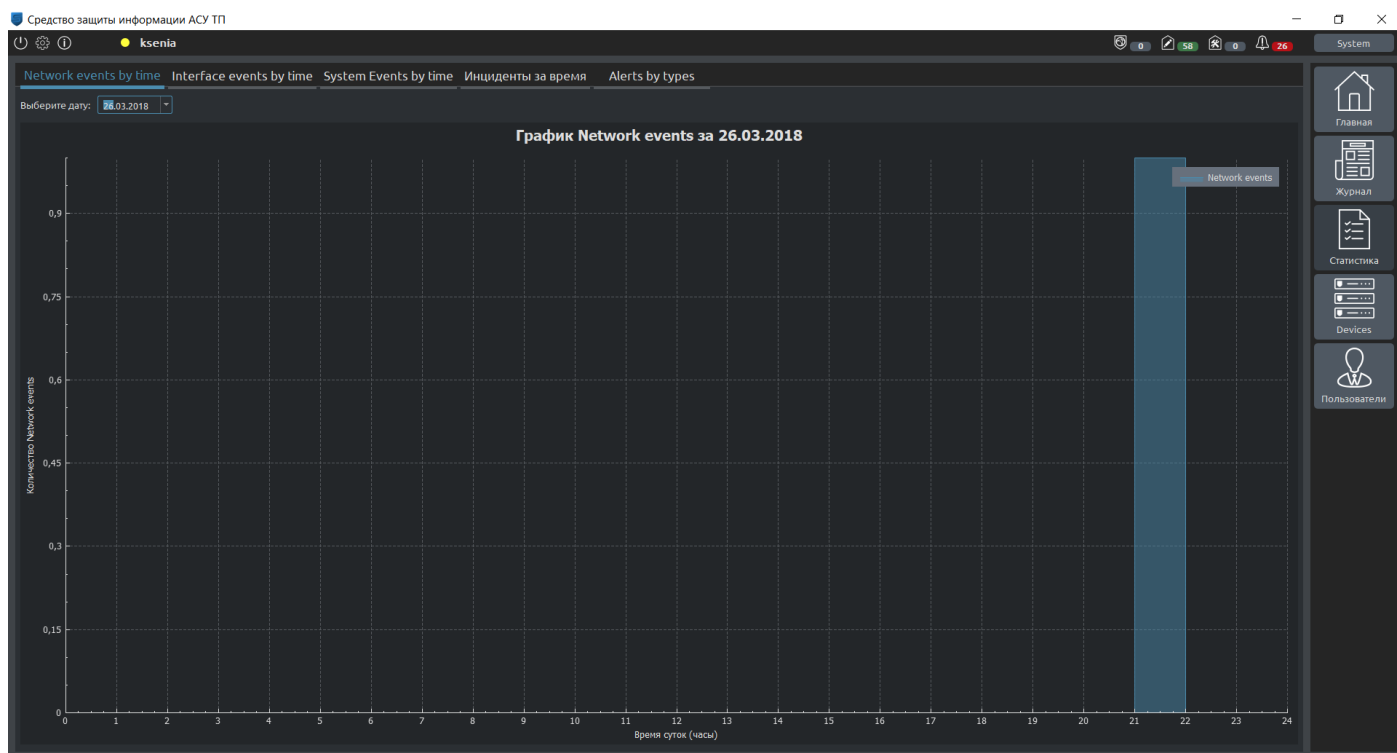 Средство защиты информации АСУ ТП
ksenia
0 58 0 26 System
Network events by time Interface events by time System Events by time Инциденты за время Alerts by types
Выберите дату: 26.03.2018
График Network events за 26.03.2018
Network events
0,9
0,75
0,6
0,45
0,3
0,15
0
Количество Network events
0 1 2 3 4 5 6 7 8 9 10 11 12 13 14 15 16 17 18 19 20 21 22 23 24
Время суток (часы)
Главная
Журнал
Статистика
Devices
Пользователи